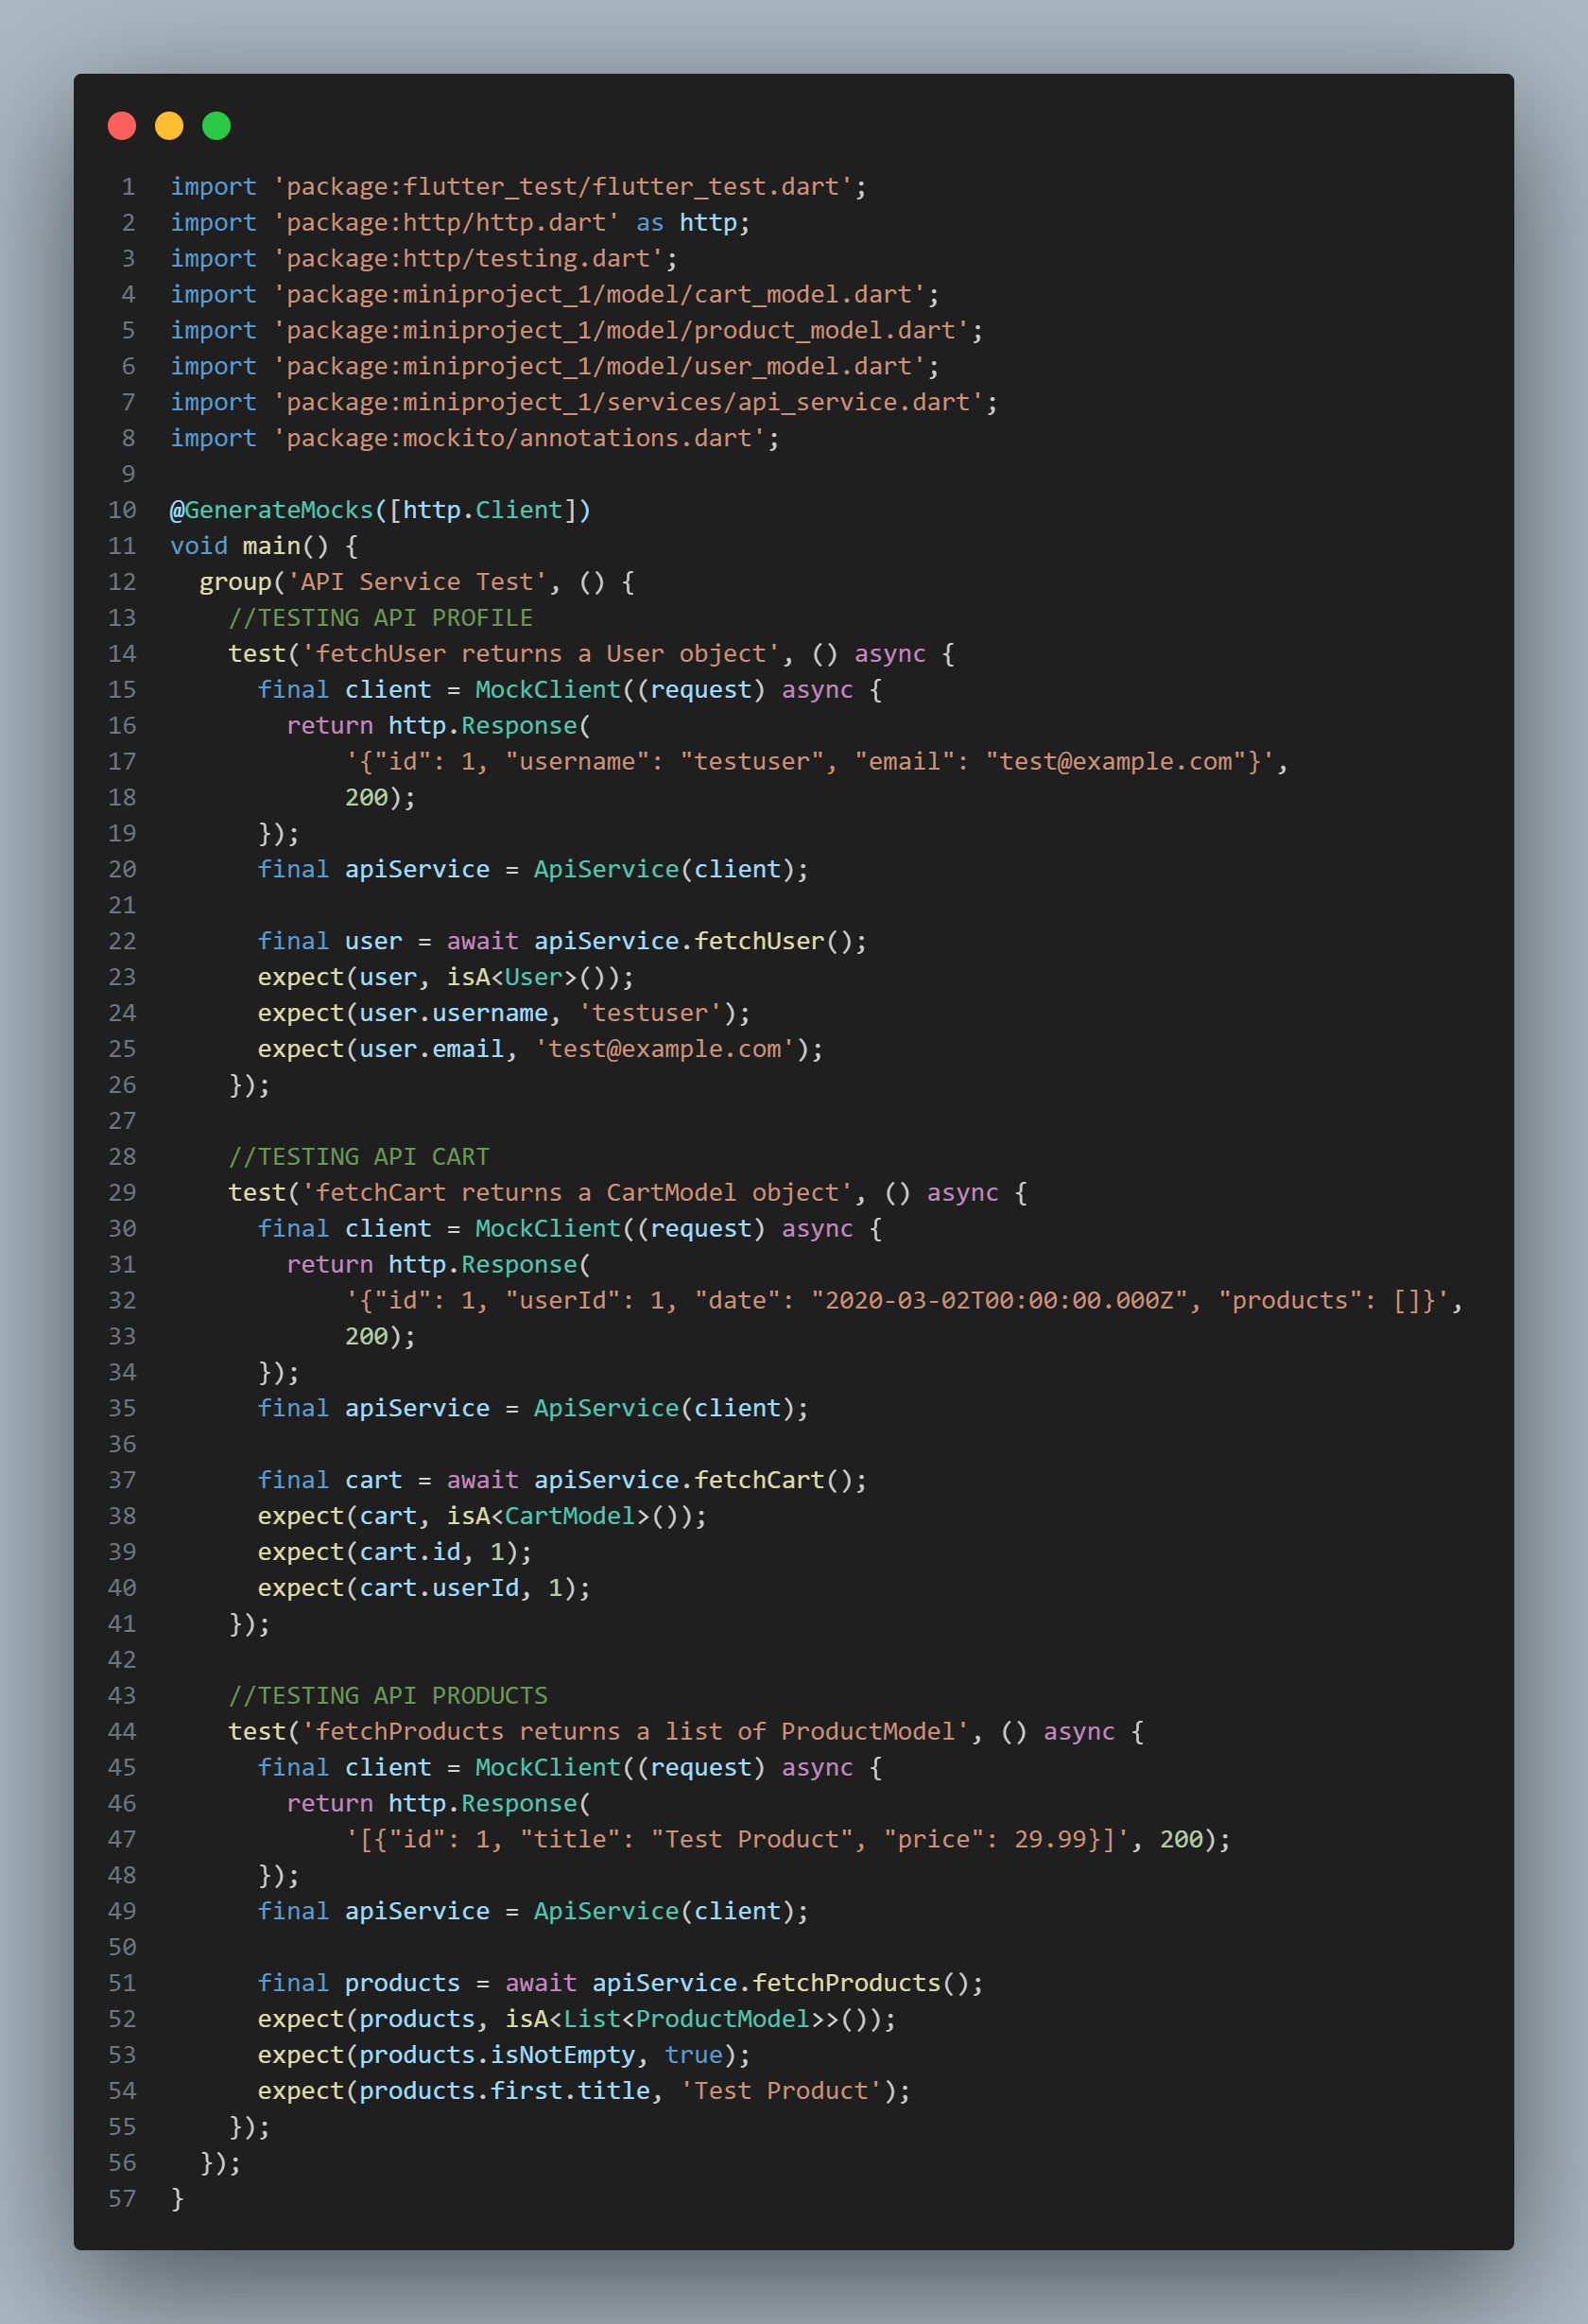 1 import 'package:flutter_test/flutter_test.dart';
2 import 'package:http/http.dart' as http;
3 import 'package:http/testing.dart';
4 import 'package:miniproject_1/model/cart_model.dart';
5 import 'package:miniproject_1/model/product_model.dart';
6 import 'package:miniproject_1/model/user_model.dart';
7 import 'package:miniproject_1/services/api_service.dart';
8 import 'package:mockito/annotations.dart';
9
10 @GenerateMocks([http.Client])
11 void main() {
12   group('API Service Test', () {
13     //TESTING API PROFILE
14     test('fetchUser returns a User object', () async {
15       final client = MockClient((request) async {
16         return http.Response(
17             '{"id": 1, "username": "testuser", "email": "test@example.com"}',
18             200);
19       });
20       final apiService = ApiService(client);
21
22       final user = await apiService.fetchUser();
23       expect(user, isA<User>());
24       expect(user.username, 'testuser');
25       expect(user.email, 'test@example.com');
26     });
27
28     //TESTING API CART
29     test('fetchCart returns a CartModel object', () async {
30       final client = MockClient((request) async {
31         return http.Response(
32             '{"id": 1, "userId": 1, "date": "2020-03-02T00:00:00.000Z", "products": []}',
33             200);
34       });
35       final apiService = ApiService(client);
36
37       final cart = await apiService.fetchCart();
38       expect(cart, isA<CartModel>());
39       expect(cart.id, 1);
40       expect(cart.userId, 1);
41     });
42
43     //TESTING API PRODUCTS
44     test('fetchProducts returns a list of ProductModel', () async {
45       final client = MockClient((request) async {
46         return http.Response(
47             '[{"id": 1, "title": "Test Product", "price": 29.99}]', 200);
48       });
49       final apiService = ApiService(client);
50
51       final products = await apiService.fetchProducts();
52       expect(products, isA<List<ProductModel>>());
53       expect(products.isNotEmpty, true);
54       expect(products.first.title, 'Test Product');
55     });
56   });
57 }